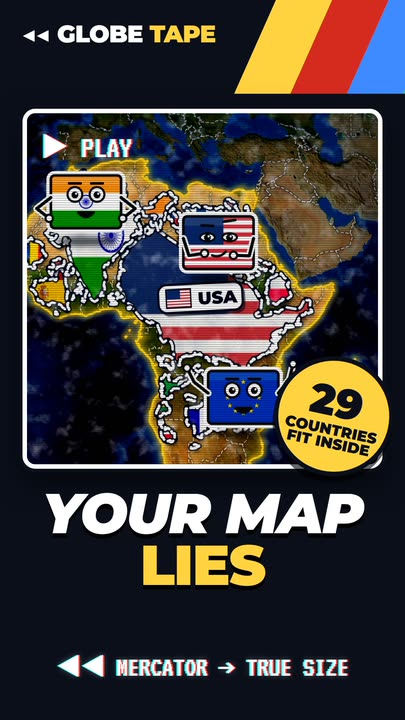 GLOBE TAPE
PLAY
USA
29
COUNTRIES
FIT INSIDE
YOUR MAP
LIES
MERCATOR → TRUE SIZE